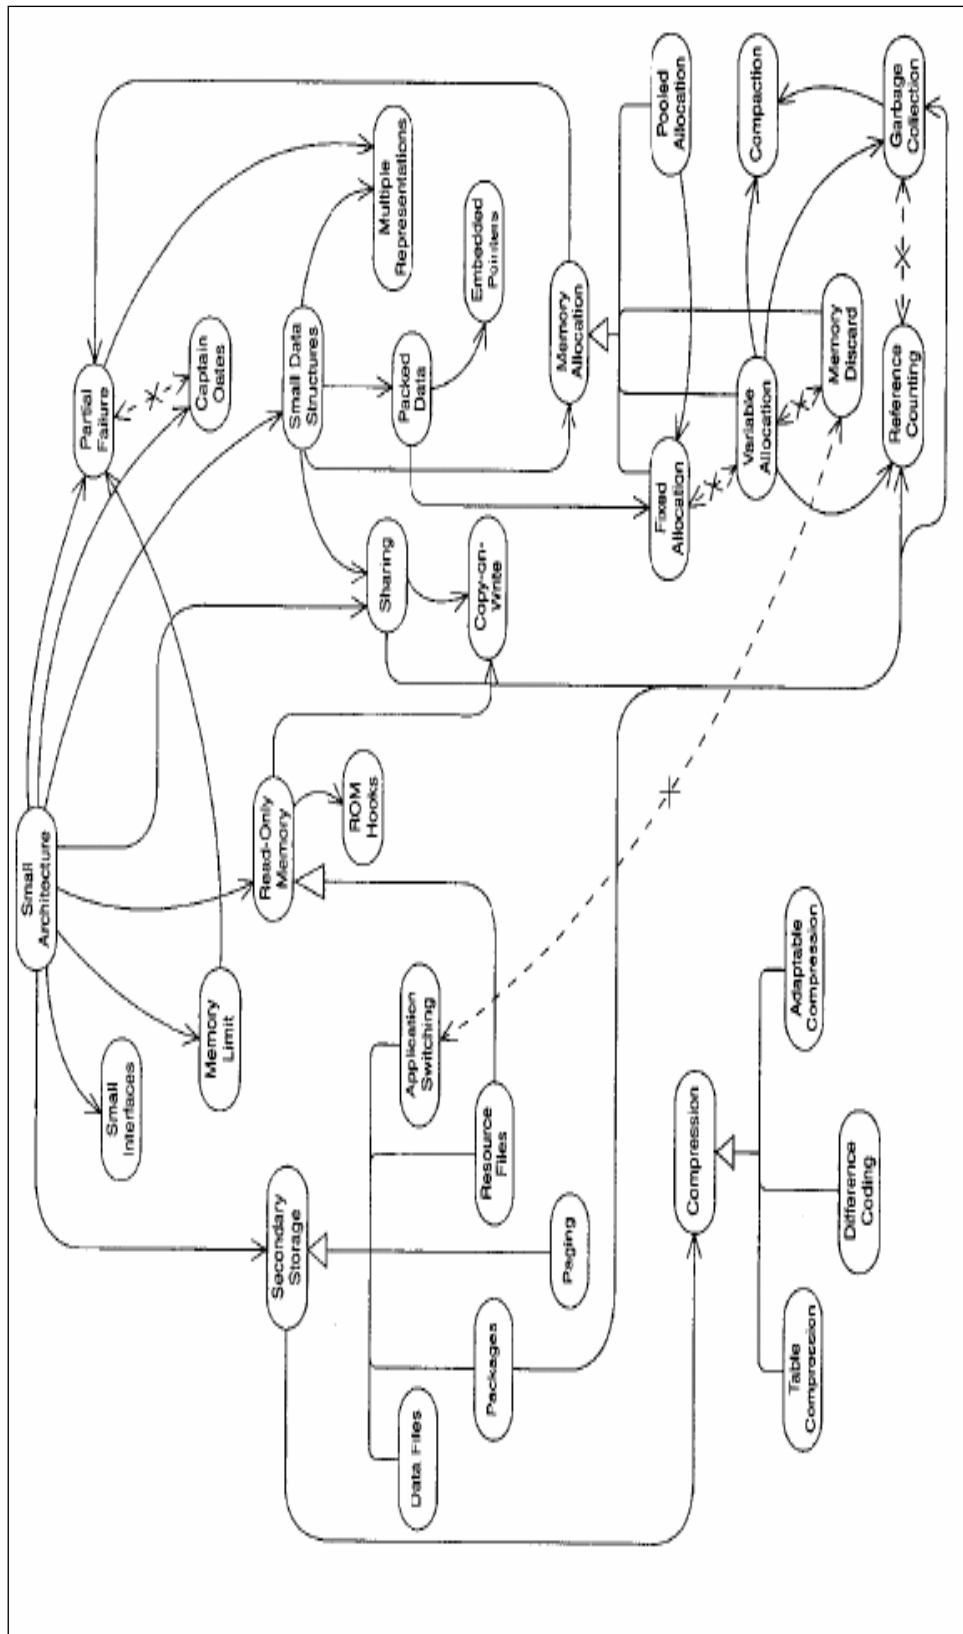 Small
Architecture
Small
Interfaces
Memory
Limit
Partial
Failure
Captain
Oates
Secondary
Storage
Read-Only
Memory
ROM
Hooks
Small Data
Structures
Multiple
Representations
Sharing
Packed
Data
Embedded
Pointers
Copy-on-
Write
Data Files
Application
Switching
Packages
Resource
Files
Paging
Memory
Allocation
Compression
Table
Compression
Difference
Coding
Adaptable
Compression
Fixed
Allocation
Pooled
Allocation
Variable
Allocation
Compaction
Memory
Discard
Reference
Counting
Garbage
Collection